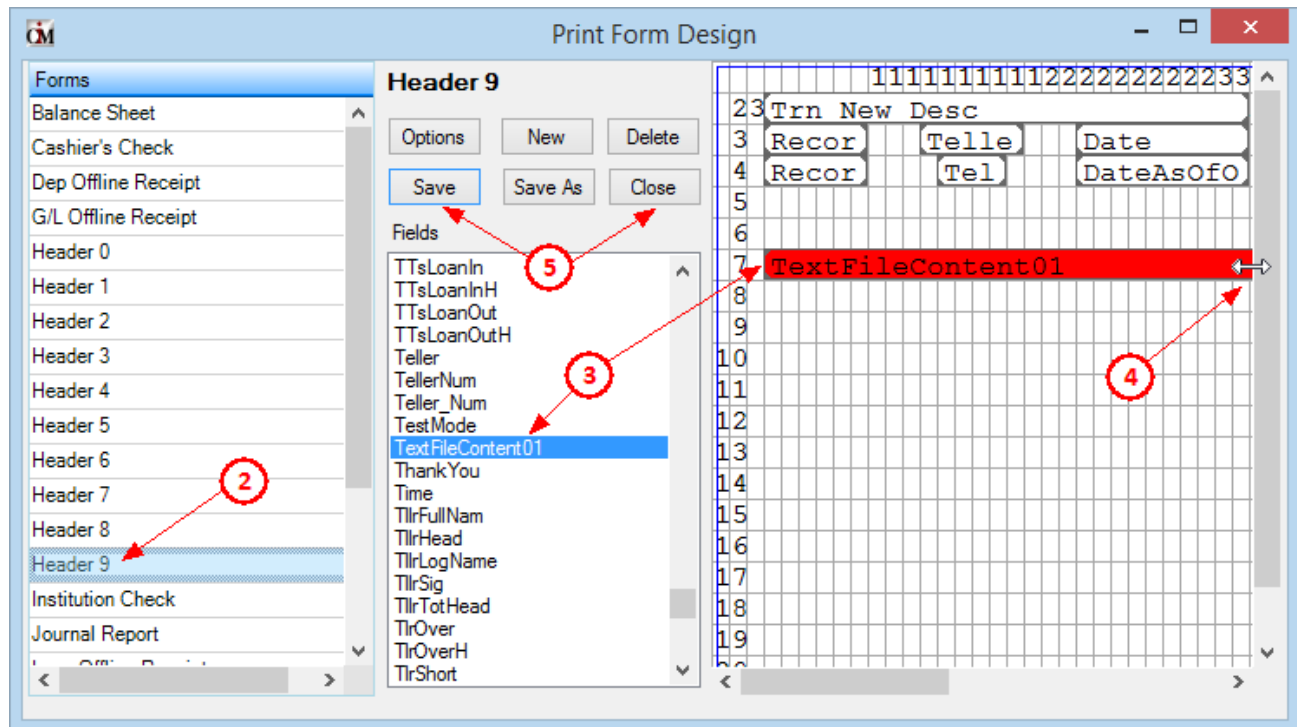 CIM
Print Form Design
Forms
Balance Sheet
Cashier's Check
Dep Offline Receipt
G/L Offline Receipt
Header 0
Header 1
Header 2
Header 3
Header 4
Header 5
Header 6
Header 7
Header 8
Header 9
Institution Check
Journal Report
2
Header 9
Options New Delete
Save Save As Close
Fields
5
TTsLoanIn
TTsLoanInH
TTsLoanOut
TTsLoanOutH
Teller
TellerNum
Teller_Num
TestMode
TextFileContent01
ThankYou
Time
TllrFullNam
TllrHead
TllrLogName
TllrSig
TllrTotHead
TlrOver
TlrOverH
TlrShort
3
11111111112222222222233
23 Trn New Desc
3 Recor Telle Date
4 Recor Tel DateAsOfO
5
6
7 TextFileContent01
8
9
10
11
12
13
14
15
16
17
18
19
4